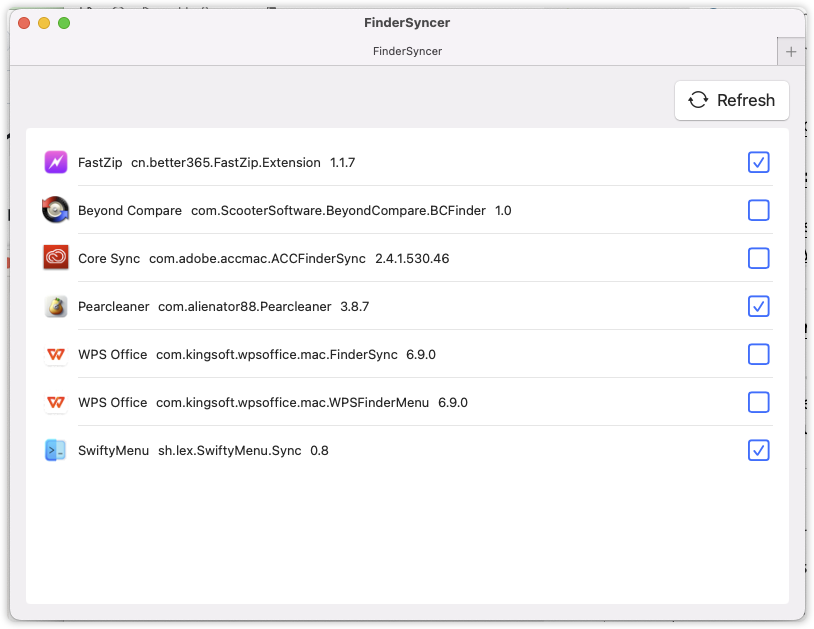 FinderSyncer
FinderSyncer
Refresh
FastZip cn.better365.FastZip.Extension 1.1.7
Beyond Compare com.ScooterSoftware.BeyondCompare.BCFinder 1.0
Core Sync com.adobe.accmac.ACCFinderSync 2.4.1.530.46
Pearcleaner com.alienator88.Pearcleaner 3.8.7
WPS Office com.kingsoft.wpsoffice.mac.FinderSync 6.9.0
WPS Office com.kingsoft.wpsoffice.mac.WPSFinderMenu 6.9.0
SwiftyMenu sh.lex.SwiftyMenu.Sync 0.8